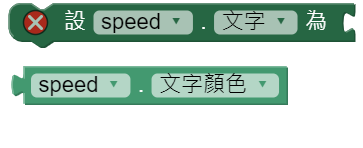 設 speed . 文字 為
speed . 文字顏色